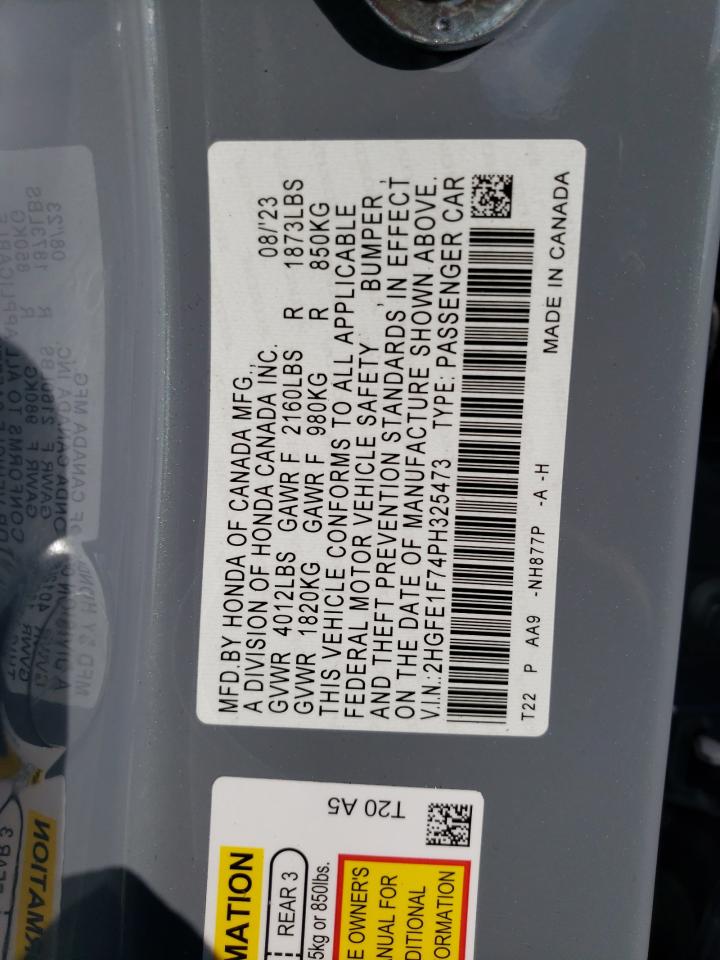 MFD.BY HONDA OF CANADA MFG.,
A DIVISION OF HONDA CANADA INC. 08/'23
GVWR 4012LBS GAWR F 2160LBS R 1873LBS
GVWR 1820KG GAWR F 980KG R 850KG
THIS VEHICLE CONFORMS TO ALL APPLICABLE
FEDERAL MOTOR VEHICLE SAFETY , BUMPER ,
AND THEFT PREVENTION STANDARDS IN EFFECT
ON THE DATE OF MANUFACTURE SHOWN ABOVE.
V.I.N.:2HGFE1F74PH325473 TYPE: PASSENGER CAR
T22 P AA9 -NH877P -A -H
MADE IN CANADA
T20 A5
MATION
REAR 3
5kg or 850lbs.
E OWNER'S
ANUAL FOR
DITIONAL
ORMATION